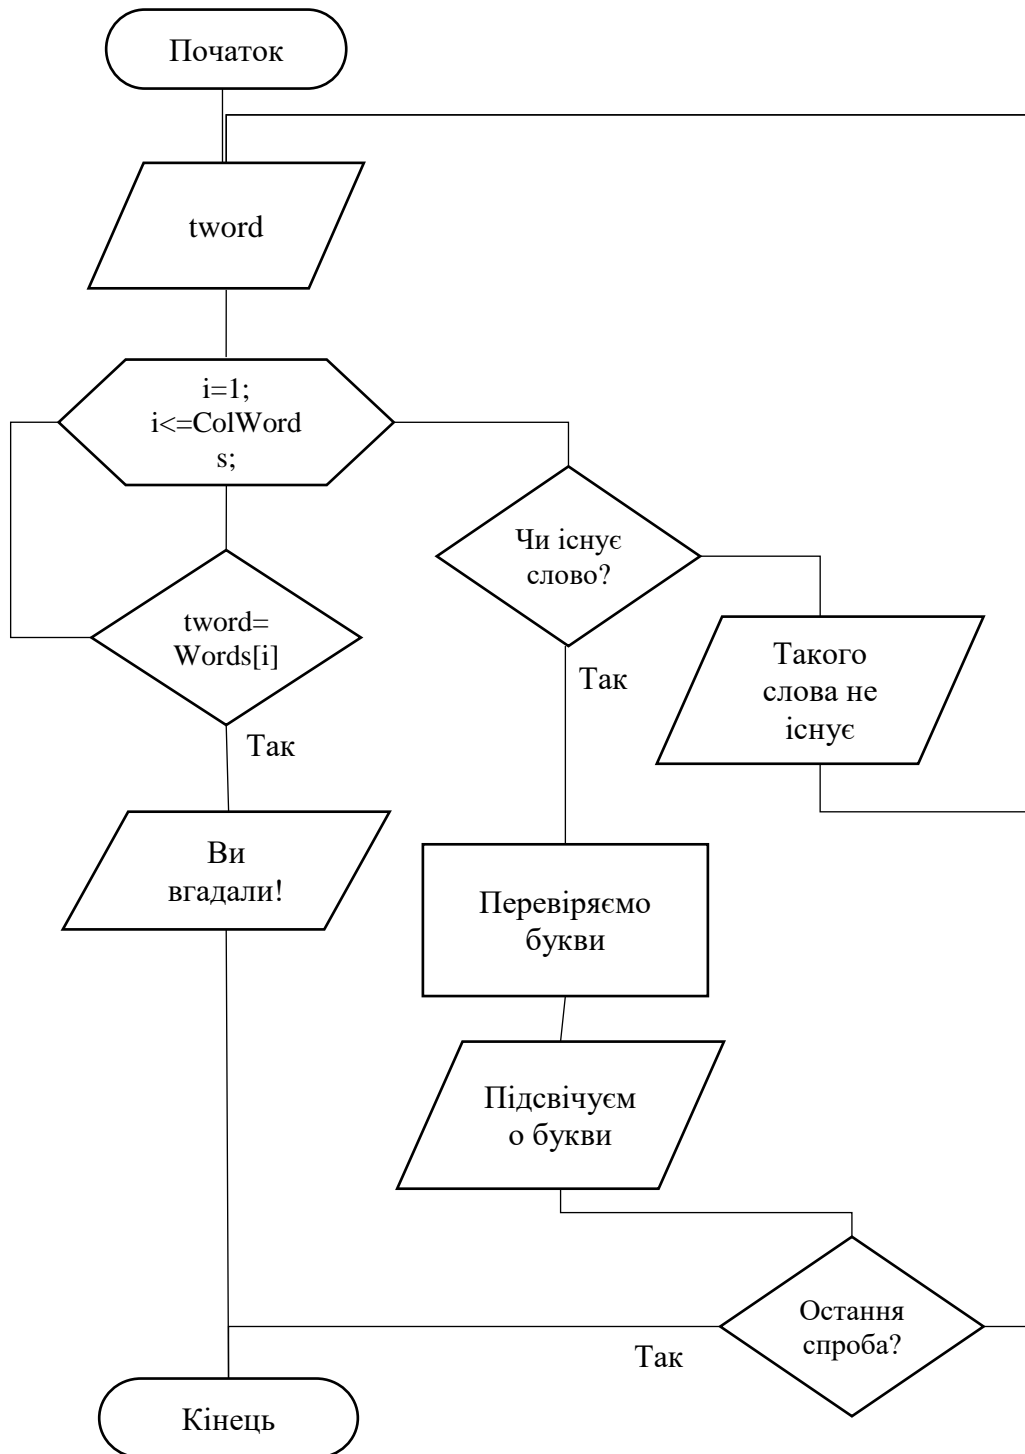 Початок
tword
i=1;
i<=ColWord
s;
Чи існує
слово?
tword=
Words[i]
Так
Такого
слова не
існує
Так
Ви
вгадали!
Перевіряємо
букви
Підсвічуєм
о букви
Остання
спроба?
Так
Кінець